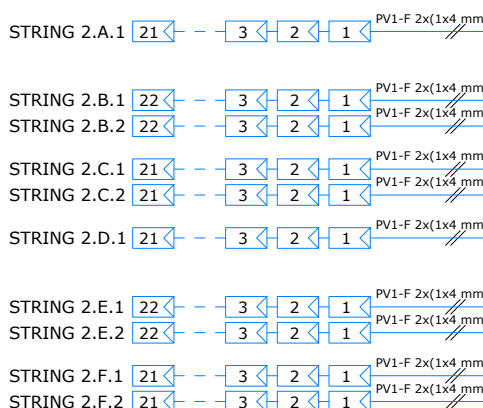 STRING 2.A.1 21 3 2 1 PV1-F 2x(1x4 mm
STRING 2.B.1 22 3 2 1 PV1-F 2x(1x4 mm
STRING 2.B.2 22 3 2 1 PV1-F 2x(1x4 mm
STRING 2.C.1 21 3 2 1 PV1-F 2x(1x4 mm
STRING 2.C.2 21 3 2 1 PV1-F 2x(1x4 mm
STRING 2.D.1 21 3 2 1 PV1-F 2x(1x4 mm
STRING 2.E.1 22 3 2 1 PV1-F 2x(1x4 mm
STRING 2.E.2 22 3 2 1 PV1-F 2x(1x4 mm
STRING 2.F.1 21 3 2 1 PV1-F 2x(1x4 mm
STRING 2.F.2 21 3 2 1 PV1-F 2x(1x4 mm